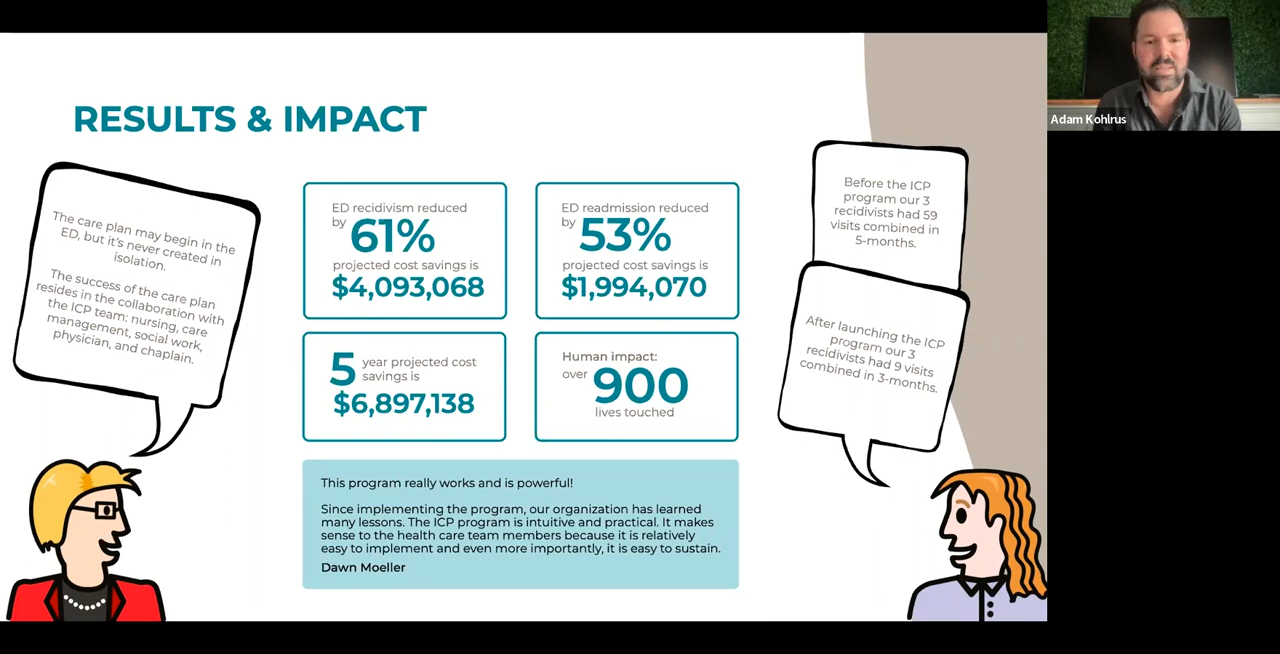 RESULTS & IMPACT
The care plan may begin in the
ED, but it's never created in
isolation.
The success of the care plan
resides in the collaboration with
the ICP team: nursing, care
management, social work,
physician, and chaplain.
ED recidivism reduced
by 61%
projected cost savings is
$4,093,068
ED readmission reduced
by 53%
projected cost savings is
$1,994,070
5 year projected cost
savings is
$6,897,138
Human impact:
over 900
lives touched
This program really works and is powerful!
Since implementing the program, our organization has learned
many lessons. The ICP program is intuitive and practical. It makes
sense to the health care team members because it is relatively
easy to implement and even more importantly, it is easy to sustain.
Dawn Moeller
Before the ICP
program our 3
recidivists had 59
visits combined in
5-months.
After launching the ICP
program our 3
recidivists had 9 visits
combined in 3-months.
Adam Kohlrus